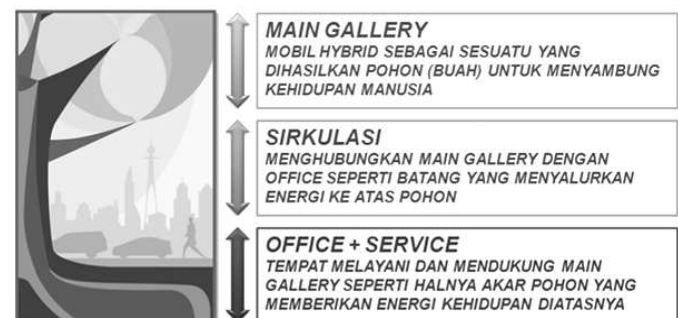 MAIN GALLERY
MOBIL HYBRID SEBAGAI SESUATU YANG
DIHASILKAN POHON (BUAH) UNTUK MENYAMBUNG
KEHIDUPAN MANUSIA
SIRKULASI
MENGHUBUNGKAN MAIN GALLERY DENGAN
OFFICE SEPERTI BATANG YANG MENYALURKAN
ENERGI KE ATAS POHON
OFFICE + SERVICE
TEMPAT MELAYANI DAN MENDUKUNG MAIN
GALLERY SEPERTI HALNYA AKAR POHON YANG
MEMBERIKAN ENERGI KEHIDUPAN DIATASNYA